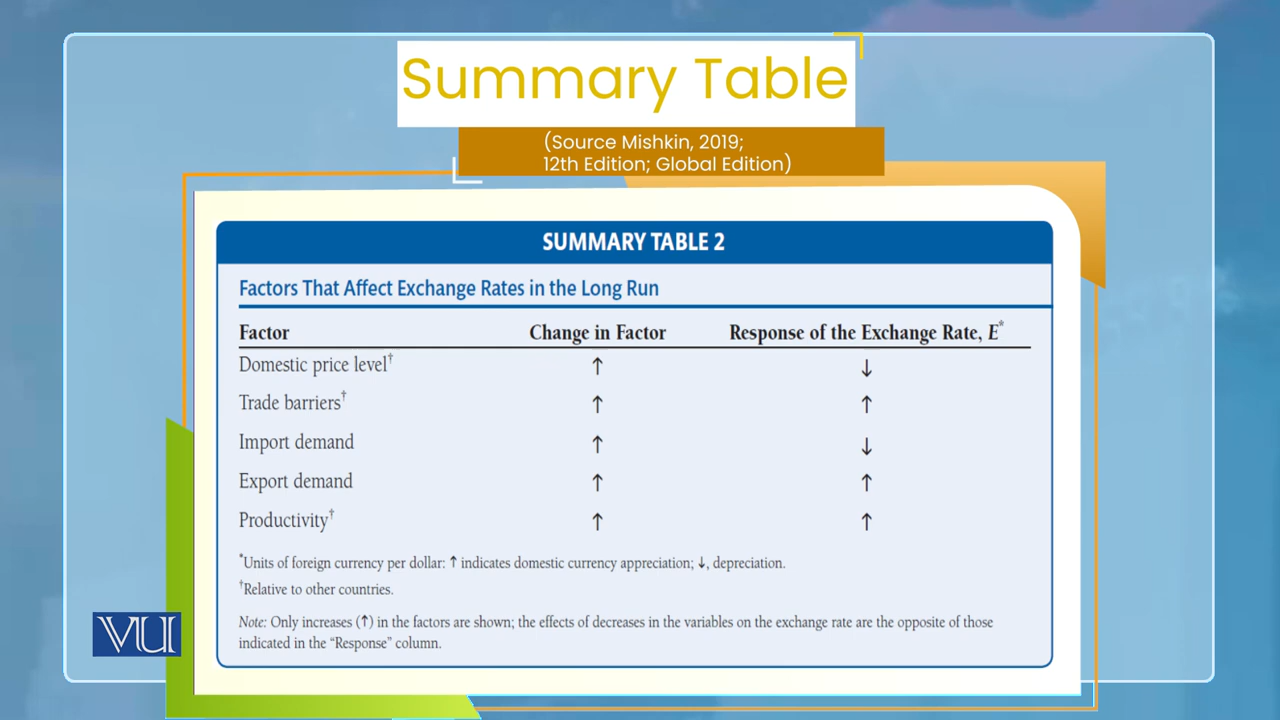 Summary Table
(Source Mishkin, 2019;
12th Edition; Global Edition)
SUMMARY TABLE 2
Factors That Affect Exchange Rates in the Long Run
Factor Change in Factor Response of the Exchange Rate, E*
Domestic price level† ↑ ↓
Trade barriers† ↑ ↑
Import demand ↑ ↓
Export demand ↑ ↑
Productivity† ↑ ↑
*Units of foreign currency per dollar: ↑ indicates domestic currency appreciation; ↓, depreciation.
†Relative to other countries.
Note: Only increases (↑) in the factors are shown; the effects of decreases in the variables on the exchange rate are the opposite of those
indicated in the “Response” column.
VU